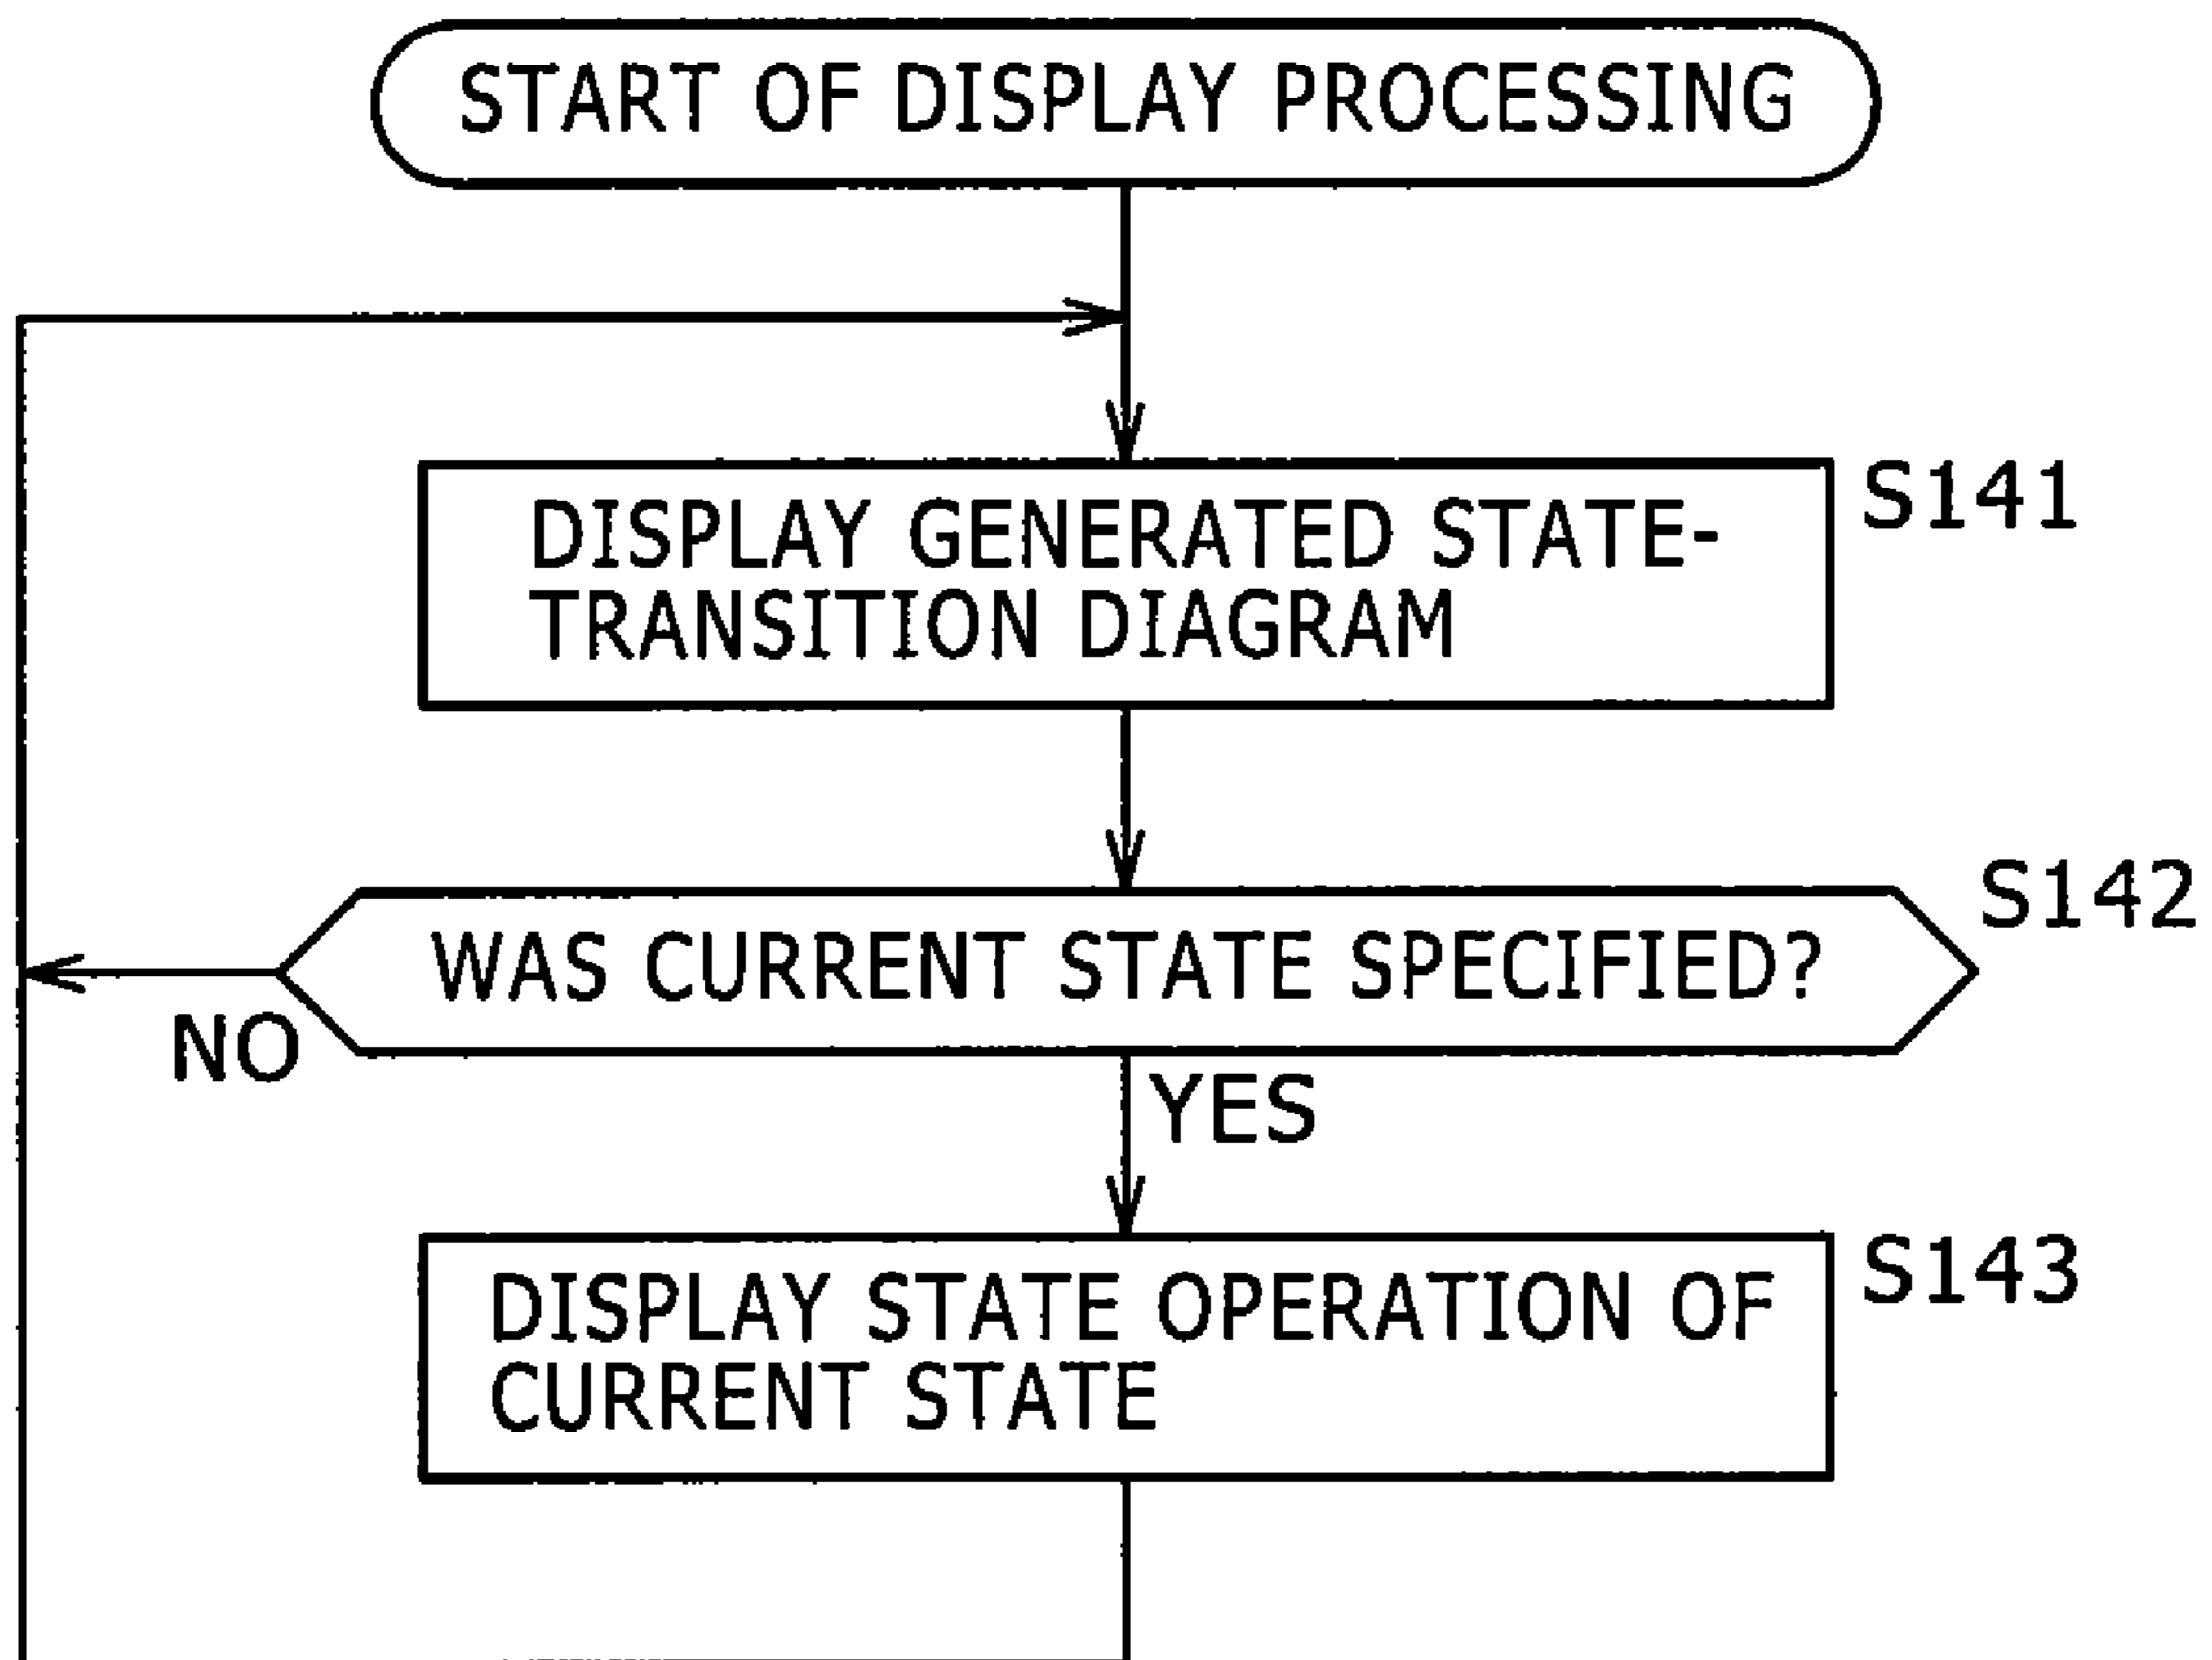 START OF DISPLAY PROCESSING
S141
DISPLAY GENERATED STATE-
TRANSITION DIAGRAM
S142
WAS CURRENT STATE SPECIFIED?
NO
YES
S143
DISPLAY STATE OPERATION OF
CURRENT STATE